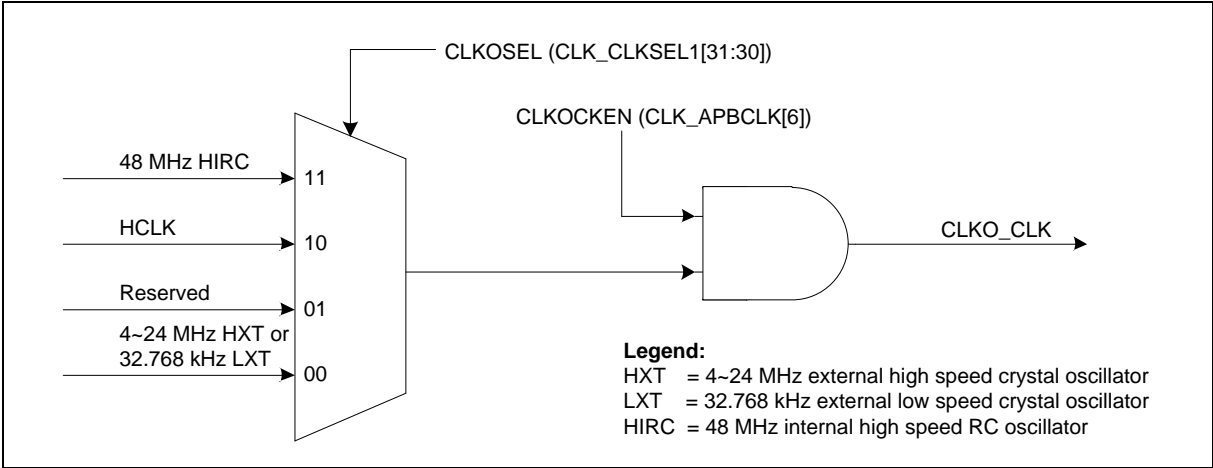 CLKOSEL (CLK_CLKSEL1[31:30])
CLKOCKEN (CLK_APBCLK[6])
48 MHz HIRC
11
HCLK
10
Reserved
01
4~24 MHz HXT or
32.768 kHz LXT
00
CLKO_CLK
Legend:
HXT = 4~24 MHz external high speed crystal oscillator
LXT = 32.768 kHz external low speed crystal oscillator
HIRC = 48 MHz internal high speed RC oscillator